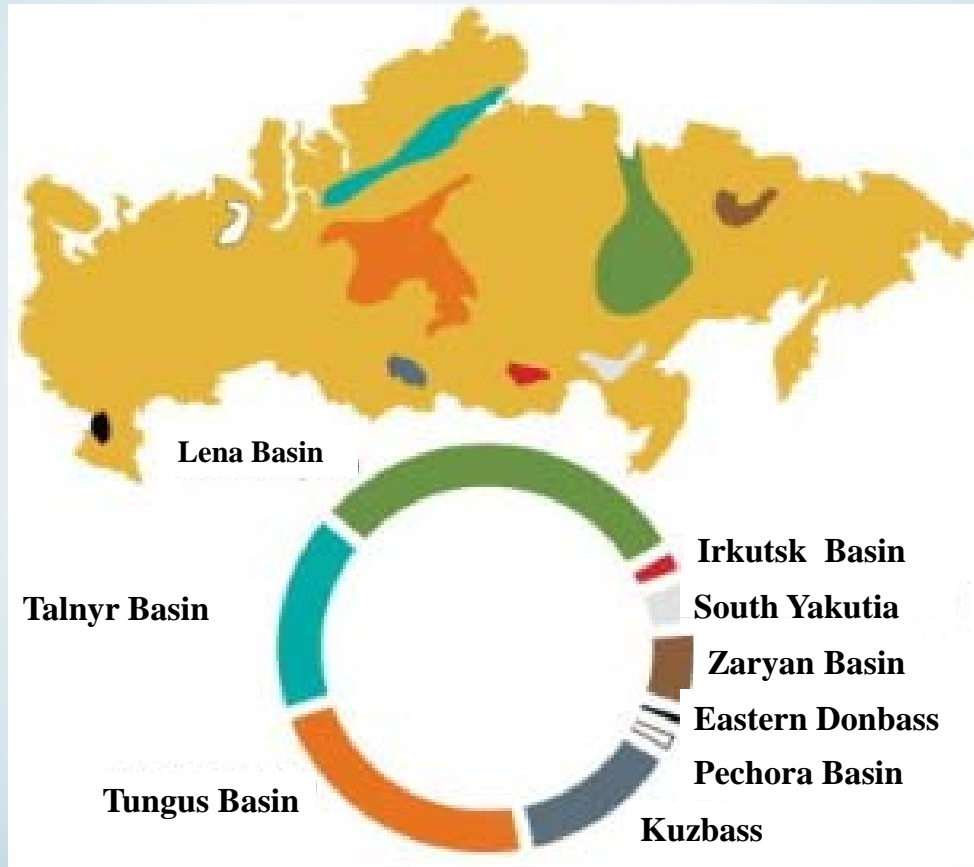 Lena Basin
Irkutsk Basin
Talnyr Basin
South Yakutia
Zaryan Basin
Eastern Donbass
Pechora Basin
Tungus Basin
Kuzbass